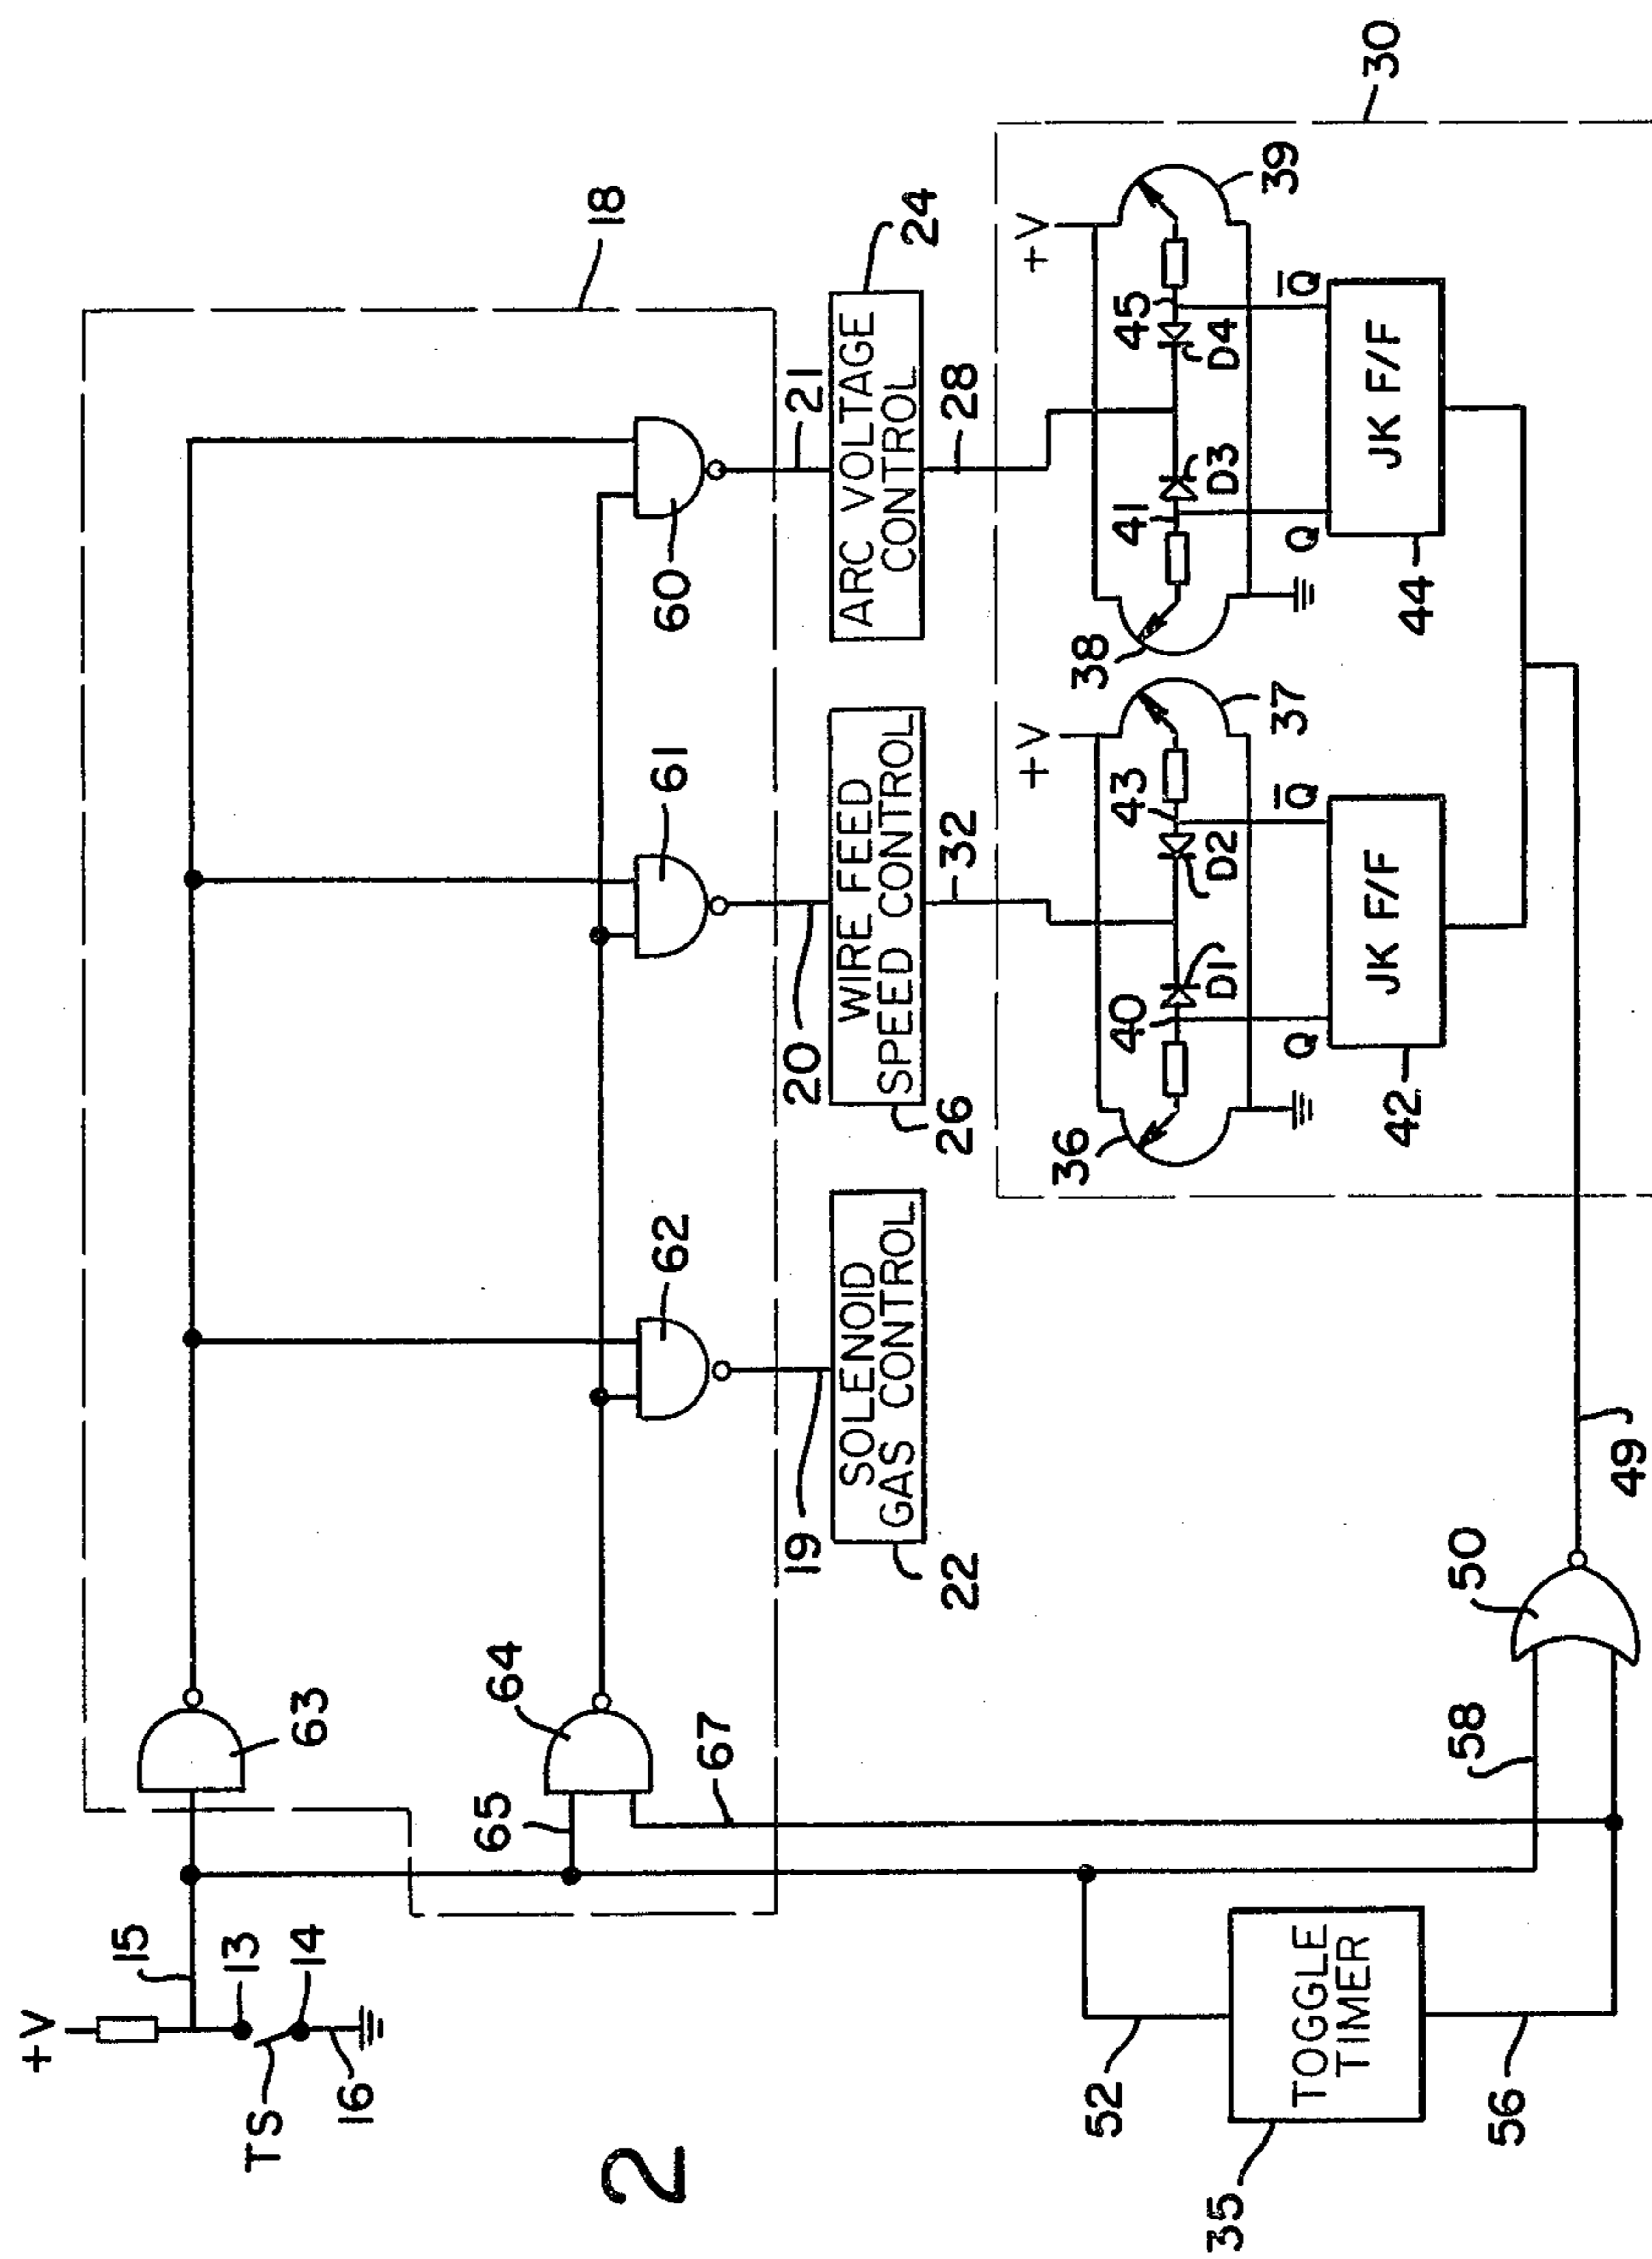 +V
15
13
14
TS
16
2
63
64
65
67
18
62
61
60
19
20
21
SOLENOID
GAS CONTROL
22
WIRE FEED
SPEED CONTROL
26
ARC VOLTAGE
CONTROL
24
32
28
30
+V
36
40
D1
D2
43
37
+V
38
41
D3
D4
45
39
Q
Q̅
JK F/F
42
Q
Q̅
JK F/F
44
52
TOGGLE
TIMER
35
56
58
50
49